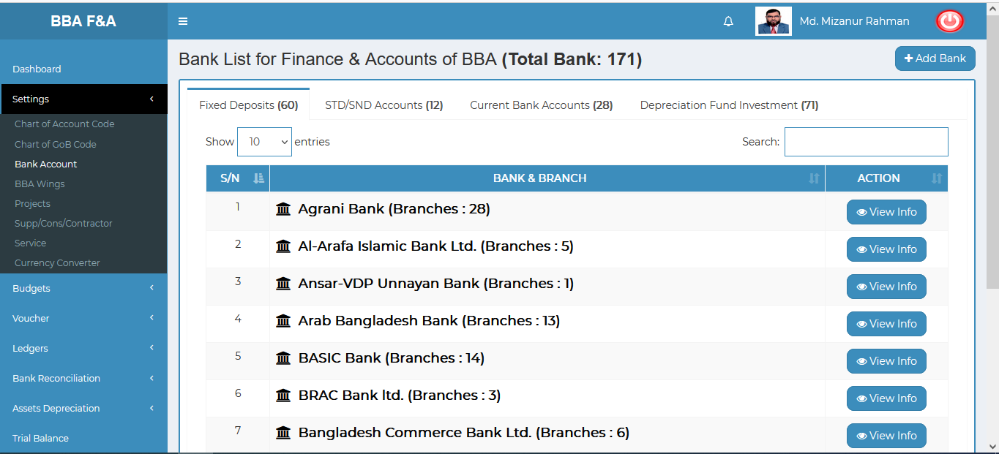 BBA F&A
Md. Mizanur Rahman
Dashboard
Settings
Chart of Account Code
Chart of GoB Code
Bank Account
BBA Wings
Projects
Supp/Cons/Contractor
Service
Currency Converter
Budgets
Voucher
Ledgers
Bank Reconciliation
Assets Depreciation
Trial Balance
Bank List for Finance & Accounts of BBA (Total Bank: 171)
Add Bank
Fixed Deposits (60) STD/SND Accounts (12) Current Bank Accounts (28) Depreciation Fund Investment (71)
Show 10 entries Search:
S/N BANK & BRANCH ACTION
1 Agrani Bank (Branches : 28) View Info
2 Al-Arafa Islamic Bank Ltd. (Branches : 5) View Info
3 Ansar-VDP Unnayan Bank (Branches : 1) View Info
4 Arab Bangladesh Bank (Branches : 13) View Info
5 BASIC Bank (Branches : 14) View Info
6 BRAC Bank ltd. (Branches : 3) View Info
7 Bangladesh Commerce Bank Ltd. (Branches : 6) View Info